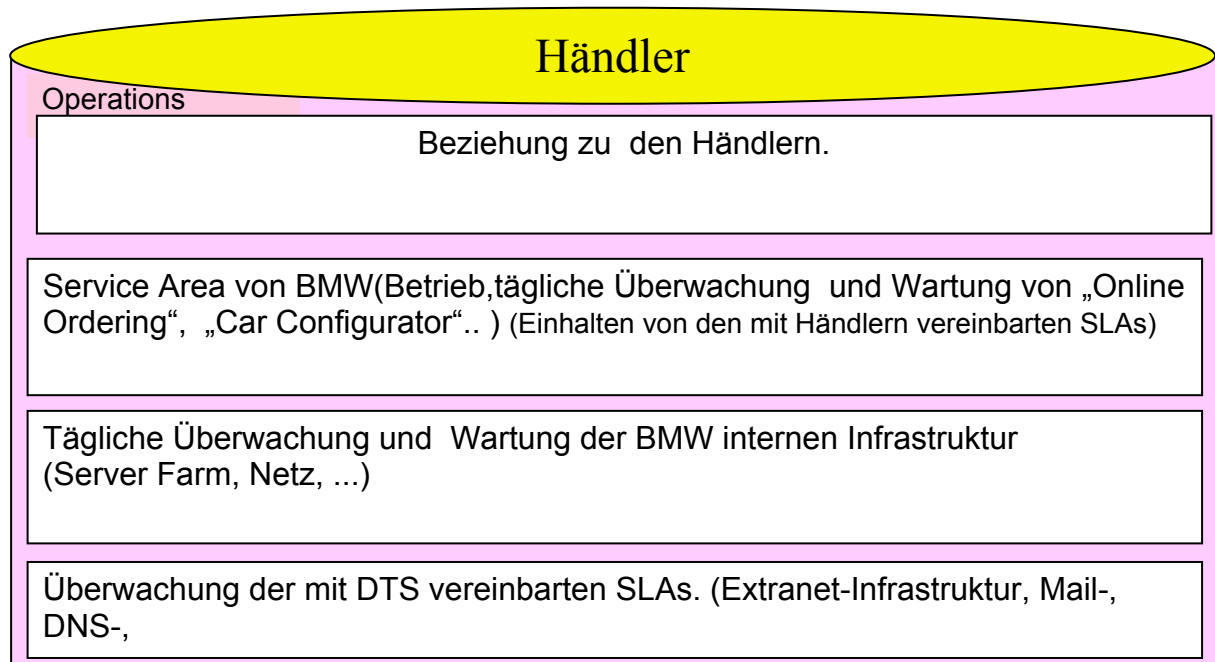 Händler
Operations
Beziehung zu den Händlern.
Service Area von BMW(Betrieb,tägliche Überwachung und Wartung von „Online
Ordering“, „Car Configurator“.. ) (Einhalten von den mit Händlern vereinbarten SLAs)
Tägliche Überwachung und Wartung der BMW internen Infrastruktur
(Server Farm, Netz, ...)
Überwachung der mit DTS vereinbarten SLAs. (Extranet-Infrastruktur, Mail-,
DNS-,